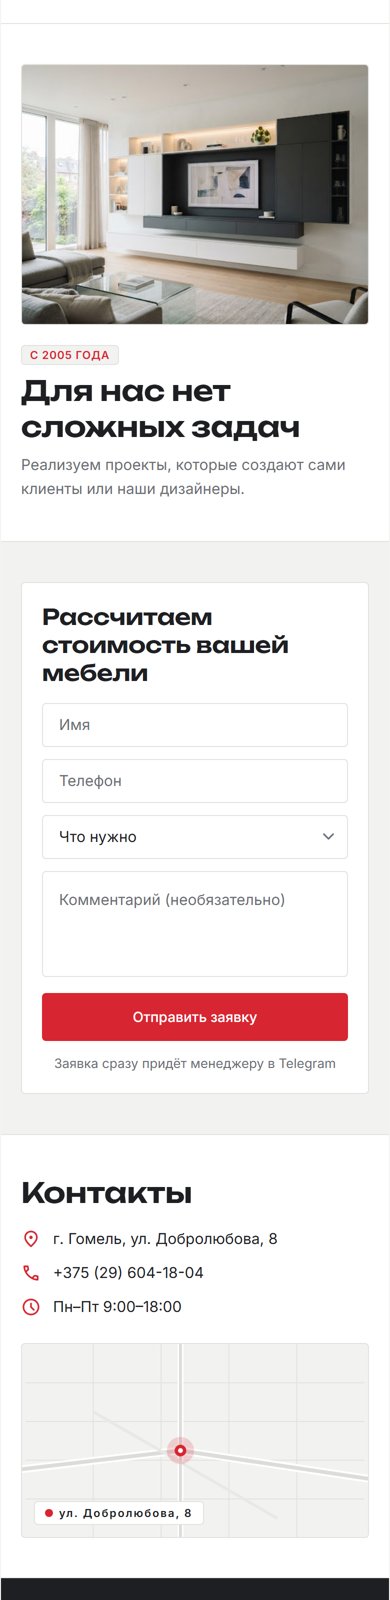 С 2005 ГОДА
Для нас нет
сложных задач
Реализуем проекты, которые создают сами
клиенты или наши дизайнеры.
Рассчитаем
стоимость вашей
мебели
Имя
Телефон
Что нужно
Комментарий (необязательно)
Отправить заявку
Заявка сразу придёт менеджеру в Telegram
Контакты
г. Гомель, ул. Добролюбова, 8
+375 (29) 604-18-04
Пн–Пт 9:00–18:00
ул. Добролюбова, 8